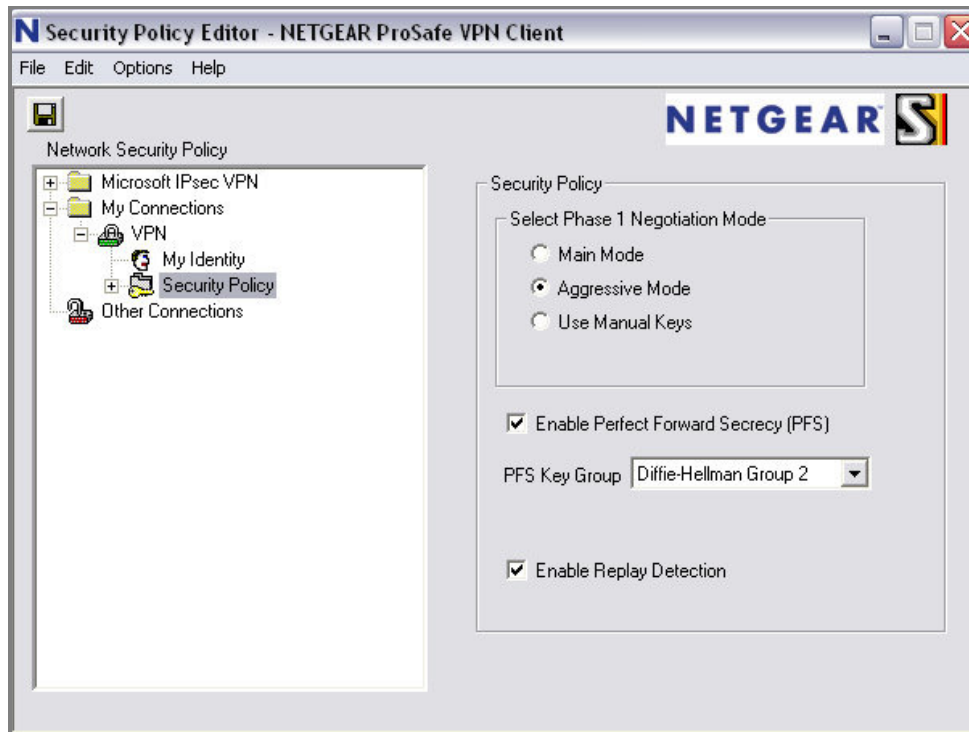 N Security Policy Editor - NETGEAR ProSafe VPN Client
File Edit Options Help
NETGEAR S
Network Security Policy
Microsoft IPsec VPN
My Connections
VPN
My Identity
Security Policy
Other Connections
Security Policy
Select Phase 1 Negotiation Mode
Main Mode
Aggressive Mode
Use Manual Keys
Enable Perfect Forward Secrecy (PFS)
PFS Key Group Diffie-Hellman Group 2
Enable Replay Detection